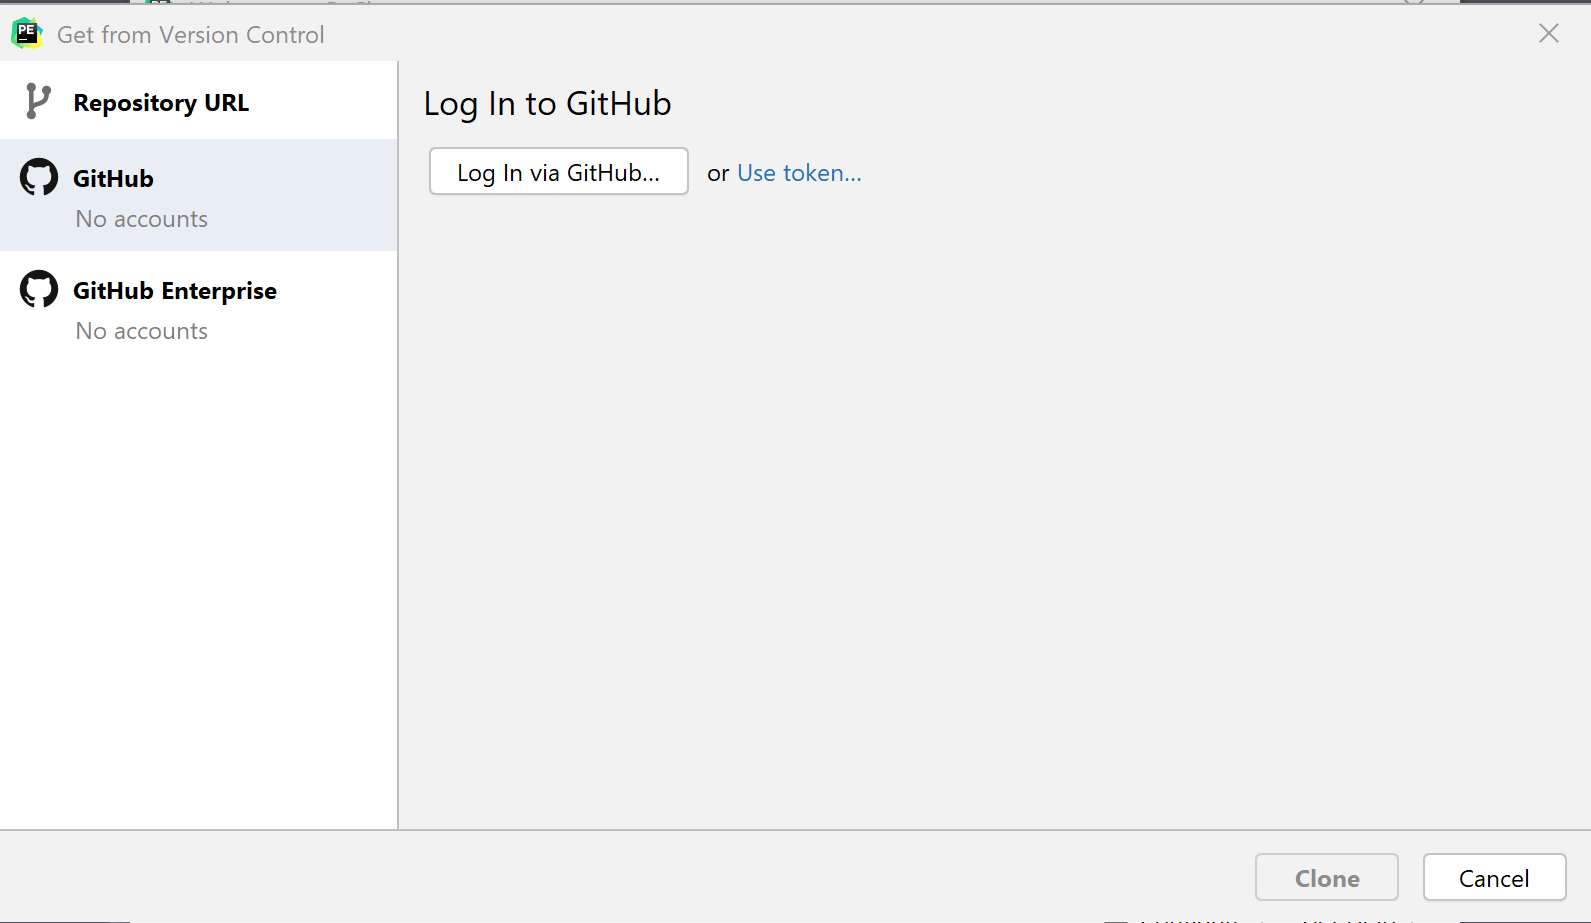 PE
Get from Version Control
Repository URL
GitHub
No accounts
GitHub Enterprise
No accounts
Log In to GitHub
Log In via GitHub... or Use token...
Clone
Cancel